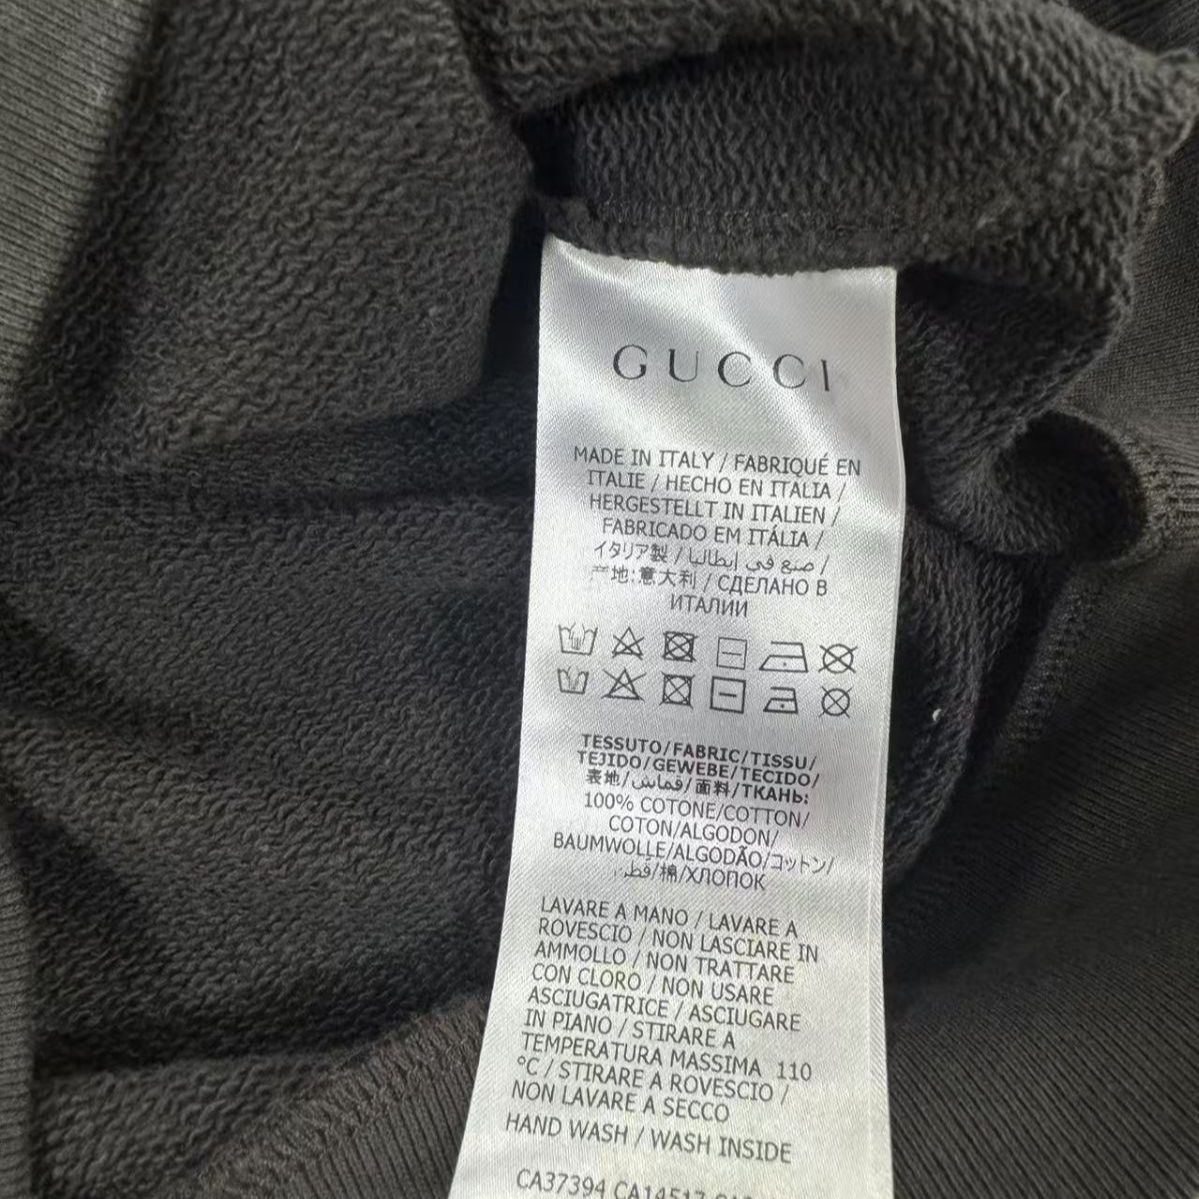 GUCCI
MADE IN ITALY / FABRIQUÉ EN
ITALIE / HECHO EN ITALIA /
HERGESTELLT IN ITALIEN /
FABRICADO EM ITÁLIA /
イタリア製 / صنع في إيطاليا /
产地:意大利 / СДЕЛАНО В
ИТАЛИИ
TESSUTO/FABRIC/TISSU/
TEJIDO/GEWEBE/TECIDO/
表地/قماش/面料/ТКАНЬ:
100% COTONE/COTTON/
COTON/ALGODON/
BAUMWOLLE/ALGODÃO/コットン/
قطن/棉/ХЛОПОК
LAVARE A MANO / LAVARE A
ROVESCIO / NON LASCIARE IN
AMMOLLO / NON TRATTARE
CON CLORO / NON USARE
ASCIUGATRICE / ASCIUGARE
IN PIANO / STIRARE A
TEMPERATURA MASSIMA 110
°C / STIRARE A ROVESCIO /
NON LAVARE A SECCO
HAND WASH / WASH INSIDE
CA37394 CA14517